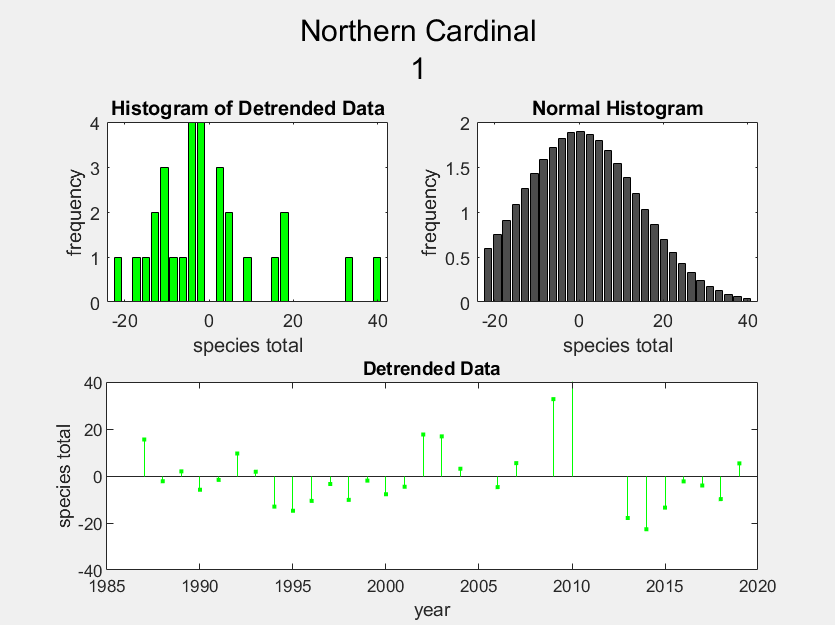 Northern Cardinal
1
Histogram of Detrended Data
4
3
2
1
0
frequency
-20 0 20 40
species total
Normal Histogram
2
1.5
1
0.5
0
frequency
-20 0 20 40
species total
Detrended Data
40
20
0
-20
-40
species total
1985 1990 1995 2000 2005 2010 2015 2020
year